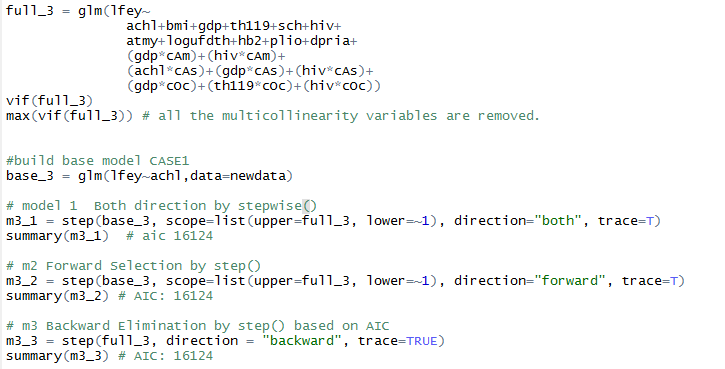 full_3 = glm(lfey~
achl+bmi+gdp+th119+sch+hiv+
atmy+logufdth+hb2+plio+dpria+
(gdp*cAm)+(hiv*cAm)+
(achl*cAs)+(gdp*cAs)+(hiv*cAs)+
(gdp*cOc)+(th119*cOc)+(hiv*cOc))
vif(full_3)
max(vif(full_3)) # all the multicollinearity variables are removed.
#build base model CASE1
base_3 = glm(lfey~achl,data=newdata)
# model 1  Both direction by stepwise()
m3_1 = step(base_3, scope=list(upper=full_3, lower=~1), direction="both", trace=T)
summary(m3_1)  # aic 16124
# m2 Forward Selection by step()
m3_2 = step(base_3, scope=list(upper=full_3, lower=~1), direction="forward", trace=T)
summary(m3_2) # AIC: 16124
# m3 Backward Elimination by step() based on AIC
m3_3 = step(full_3, direction = "backward", trace=TRUE)
summary(m3_3) # AIC: 16124